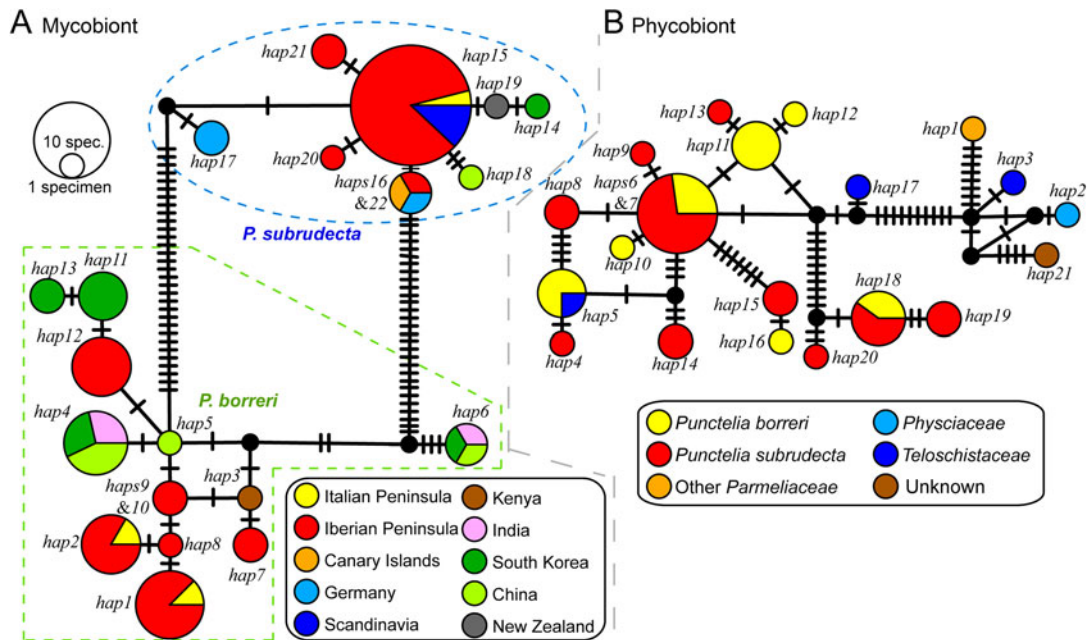 A Mycobiont
hap21
hap15
hap19
hap14
10 spec.
1 specimen
hap17
hap20
haps16
&22
hap18
P. subrudecta
hap13
hap11
hap12
P. borreri
hap4
hap5
hap6
hap3
haps9
&10
hap2
hap8
hap7
hap1
Italian Peninsula
Iberian Peninsula
Canary Islands
Germany
Scandinavia
Kenya
India
South Korea
China
New Zealand
B Phycobiont
hap13
hap12
hap11
hap1
hap9
hap3
hap8
haps6
&7
hap17
hap2
hap10
hap21
hap5
hap15
hap18
hap19
hap4
hap14
hap16
hap20
Punctelia borreri
Punctelia subrudecta
Other Parmeliaceae
Physciaceae
Teloschistaceae
Unknown